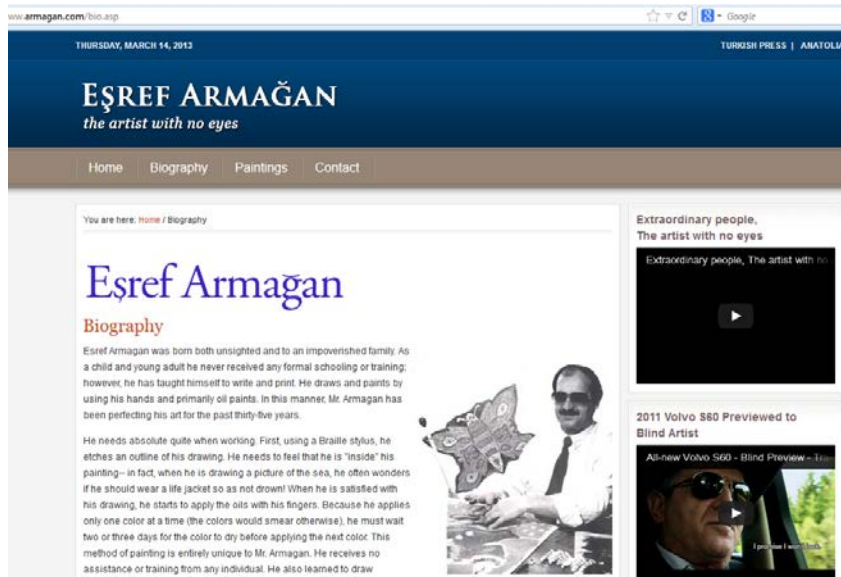 ww.armagan.com/bio.asp
Google
THURSDAY, MARCH 14, 2013
TURKISH PRESS | ANATOLIA
EŞREF ARMAĞAN
the artist with no eyes
Home Biography Paintings Contact
You are here: Home / Biography
Eşref Armağan
Biography
Esref Armagan was born both unsighted and to an impoverished family. As
a child and young adult he never received any formal schooling or training;
however, he has taught himself to write and print. He draws and paints by
using his hands and primarily oil paints. In this manner, Mr. Armagan has
been perfecting his art for the past thirty-five years.
He needs absolute quite when working. First, using a Braille stylus, he
etches an outline of his drawing. He needs to feel that he is "inside" his
painting-- in fact, when he is drawing a picture of the sea, he often wonders
if he should wear a life jacket so as not drown! When he is satisfied with
his drawing, he starts to apply the oils with his fingers. Because he applies
only one color at a time (the colors would smear otherwise), he must wait
two or three days for the color to dry before applying the next color. This
method of painting is entirely unique to Mr. Armagan. He receives no
assistance or training from any individual. He also learned to draw
Extraordinary people,
The artist with no eyes
Extraordinary people, The artist with no
2011 Volvo S60 Previewed to
Blind Artist
All-new Volvo S60 - Blind Preview - Tra